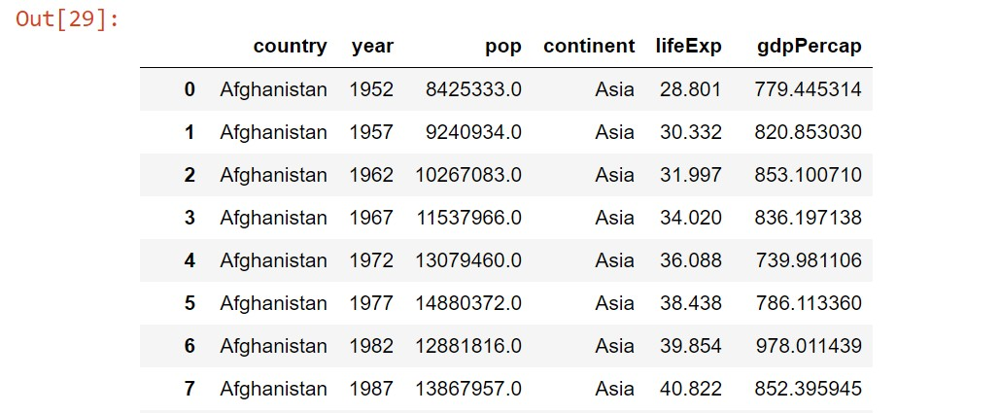 Out[29]:
country year pop continent lifeExp gdpPercap
0 Afghanistan 1952 8425333.0 Asia 28.801 779.445314
1 Afghanistan 1957 9240934.0 Asia 30.332 820.853030
2 Afghanistan 1962 10267083.0 Asia 31.997 853.100710
3 Afghanistan 1967 11537966.0 Asia 34.020 836.197138
4 Afghanistan 1972 13079460.0 Asia 36.088 739.981106
5 Afghanistan 1977 14880372.0 Asia 38.438 786.113360
6 Afghanistan 1982 12881816.0 Asia 39.854 978.011439
7 Afghanistan 1987 13867957.0 Asia 40.822 852.395945